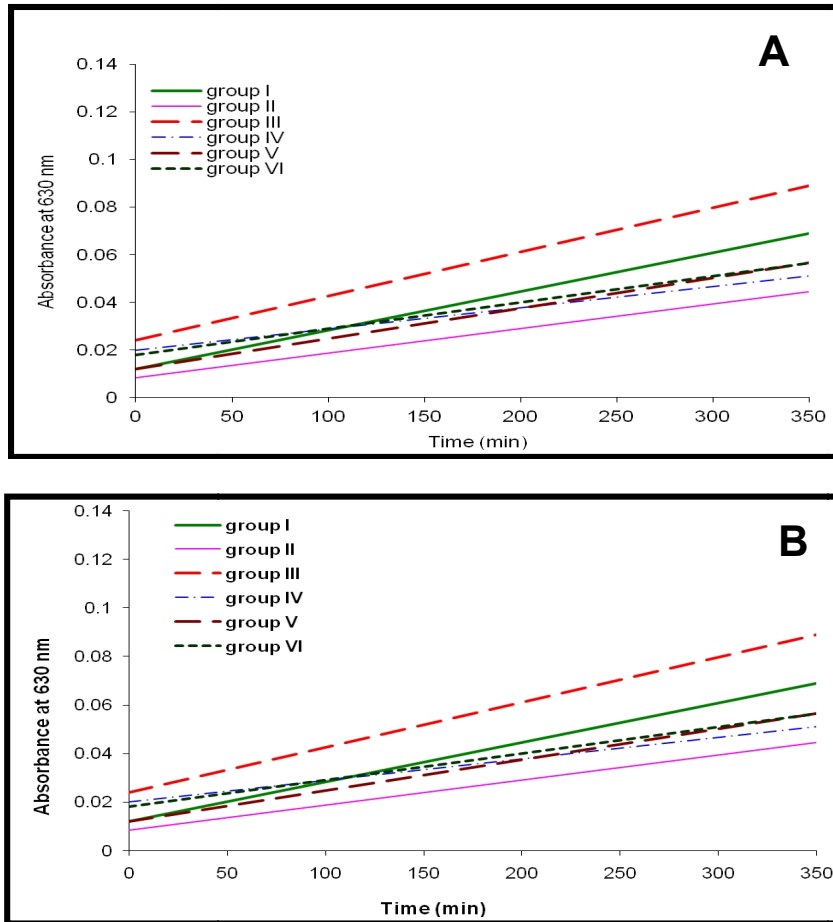 A
0.14
0.12
0.1
0.08
0.06
0.04
0.02
0
group I
group II
group III
group IV
group V
group VI
Absorbance at 630 nm
0 50 100 150 200 250 300 350
Time (min)
B
0.14
0.12
0.1
0.08
0.06
0.04
0.02
0
group I
group II
group III
group IV
group V
group VI
Absorbance at 630 nm
0 50 100 150 200 250 300 350
Time (min)